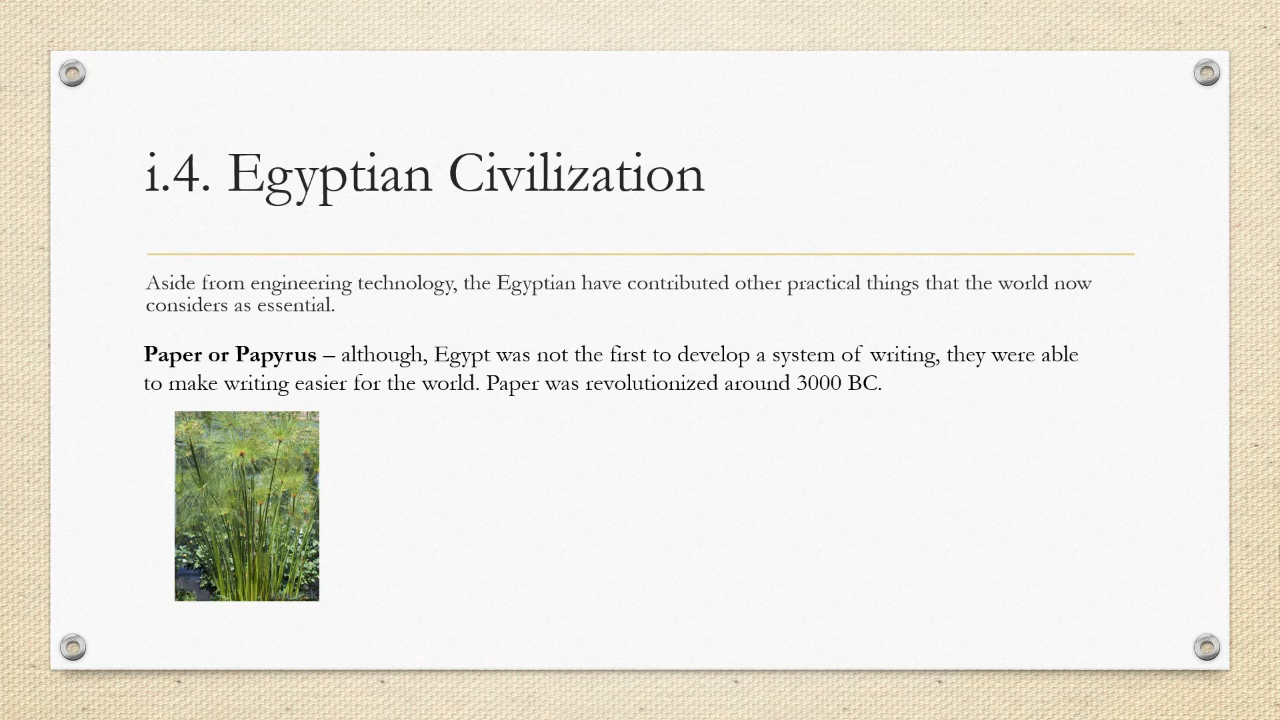 i.4. Egyptian Civilization
Aside from engineering technology, the Egyptian have contributed other practical things that the world now
considers as essential.
Paper or Papyrus – although, Egypt was not the first to develop a system of writing, they were able
to make writing easier for the world. Paper was revolutionized around 3000 BC.